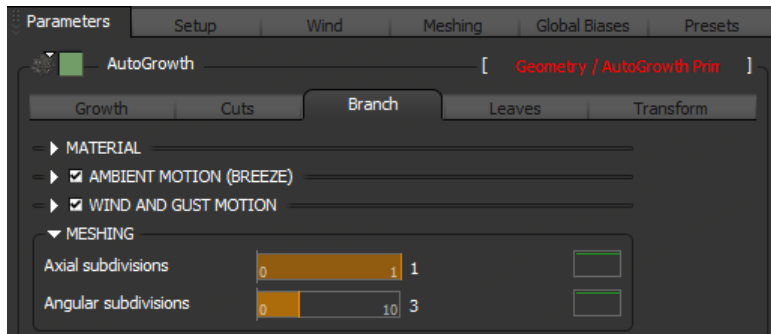 Parameters Setup Wind Meshing Global Biases Presets
AutoGrowth [ Geometry / AutoGrowth Prim ]
Growth Cuts Branch Leaves Transform
MATERIAL
AMBIENT MOTION (BREEZE)
WIND AND GUST MOTION
MESHING
Axial subdivisions 0 1 1
Angular subdivisions 0 10 3